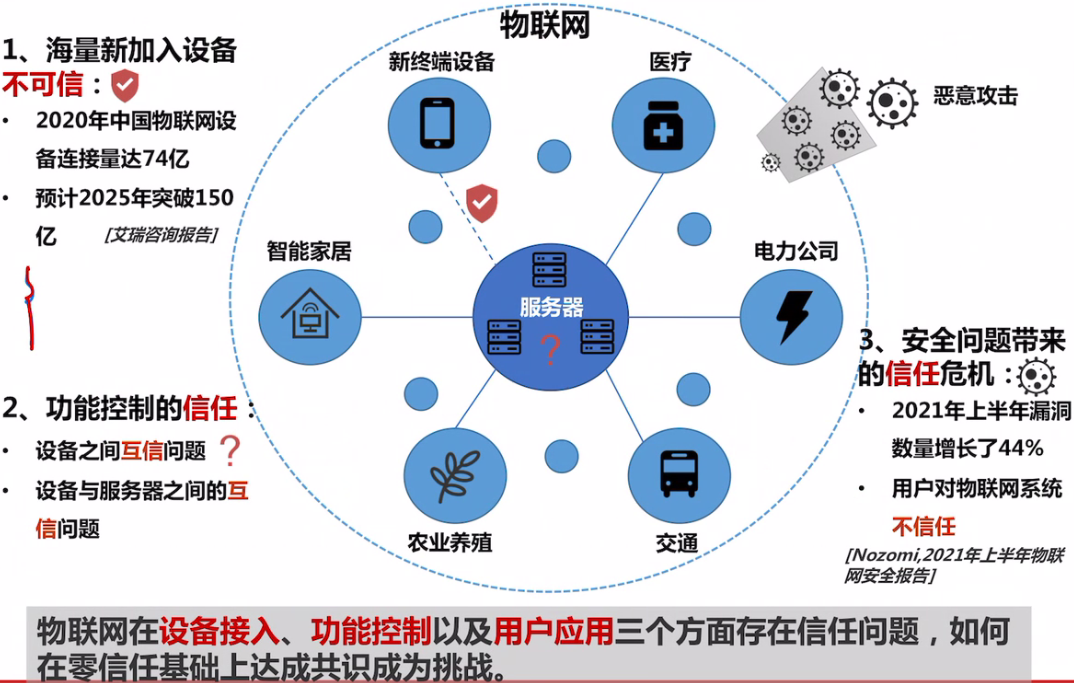 物联网
1、海量新加入设备
不可信：
• 2020年中国物联网设
备连接量达74亿
• 预计2025年突破150
亿 [艾瑞咨询报告]
2、功能控制的信任：
• 设备之间互信问题 ？
• 设备与服务器之间的互
信问题
新终端设备
医疗
智能家居
服务器
？
电力公司
农业养殖
交通
恶意攻击
3、安全问题带来
的信任危机：
• 2021年上半年漏洞
数量增长了44%
• 用户对物联网系统
不信任
[Nozomi,2021年上半年物联
网安全报告]
物联网在设备接入、功能控制以及用户应用三个方面存在信任问题，如何
在零信任基础上达成共识成为挑战。